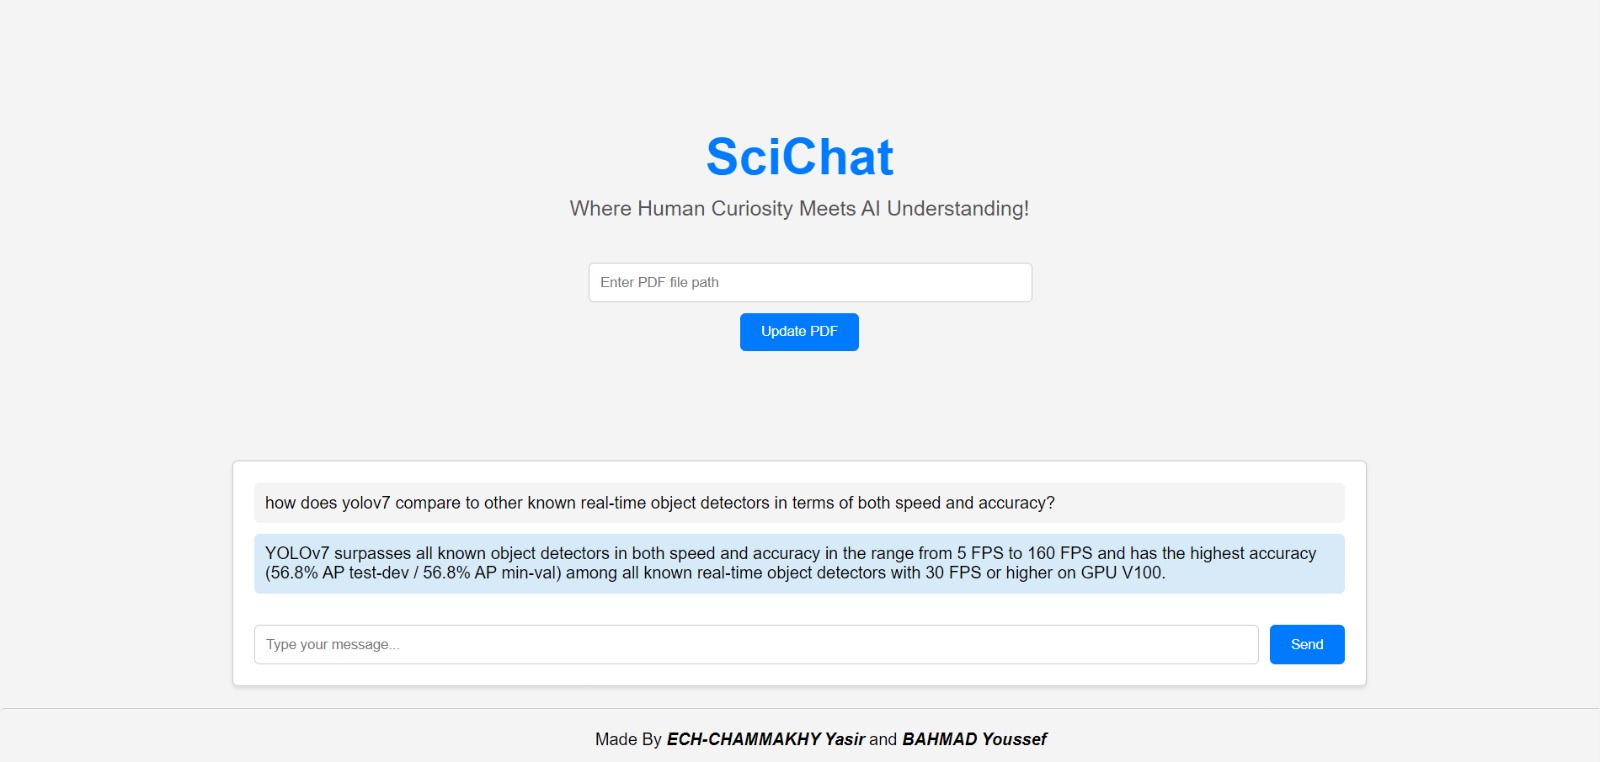 SciChat
Where Human Curiosity Meets AI Understanding!
Enter PDF file path
Update PDF
how does yolov7 compare to other known real-time object detectors in terms of both speed and accuracy?
YOLOv7 surpasses all known object detectors in both speed and accuracy in the range from 5 FPS to 160 FPS and has the highest accuracy
(56.8% AP test-dev / 56.8% AP min-val) among all known real-time object detectors with 30 FPS or higher on GPU V100.
Type your message...
Send
Made By ECH-CHAMMAKHY Yasir and BAHMAD Youssef